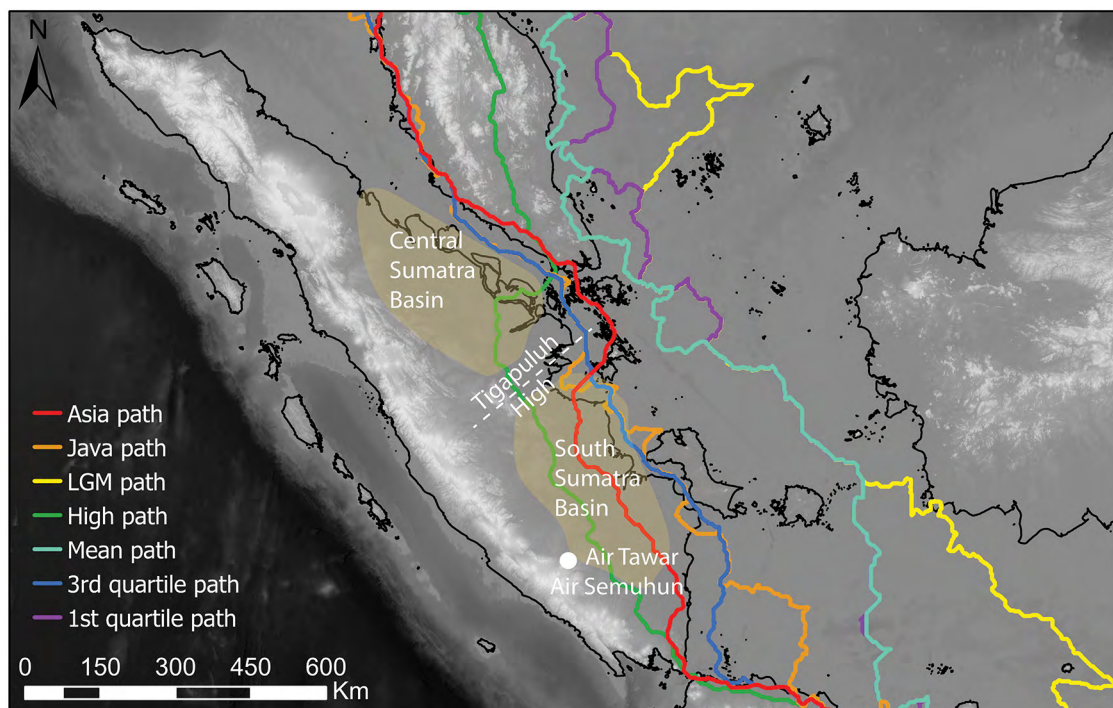 N
Central
Sumatra
Basin
Tigapuluh
High
South
Sumatra
Basin
Air Tawar
Air Semuhun
Asia path
Java path
LGM path
High path
Mean path
3rd quartile path
1st quartile path
0 150 300 450 600
Km